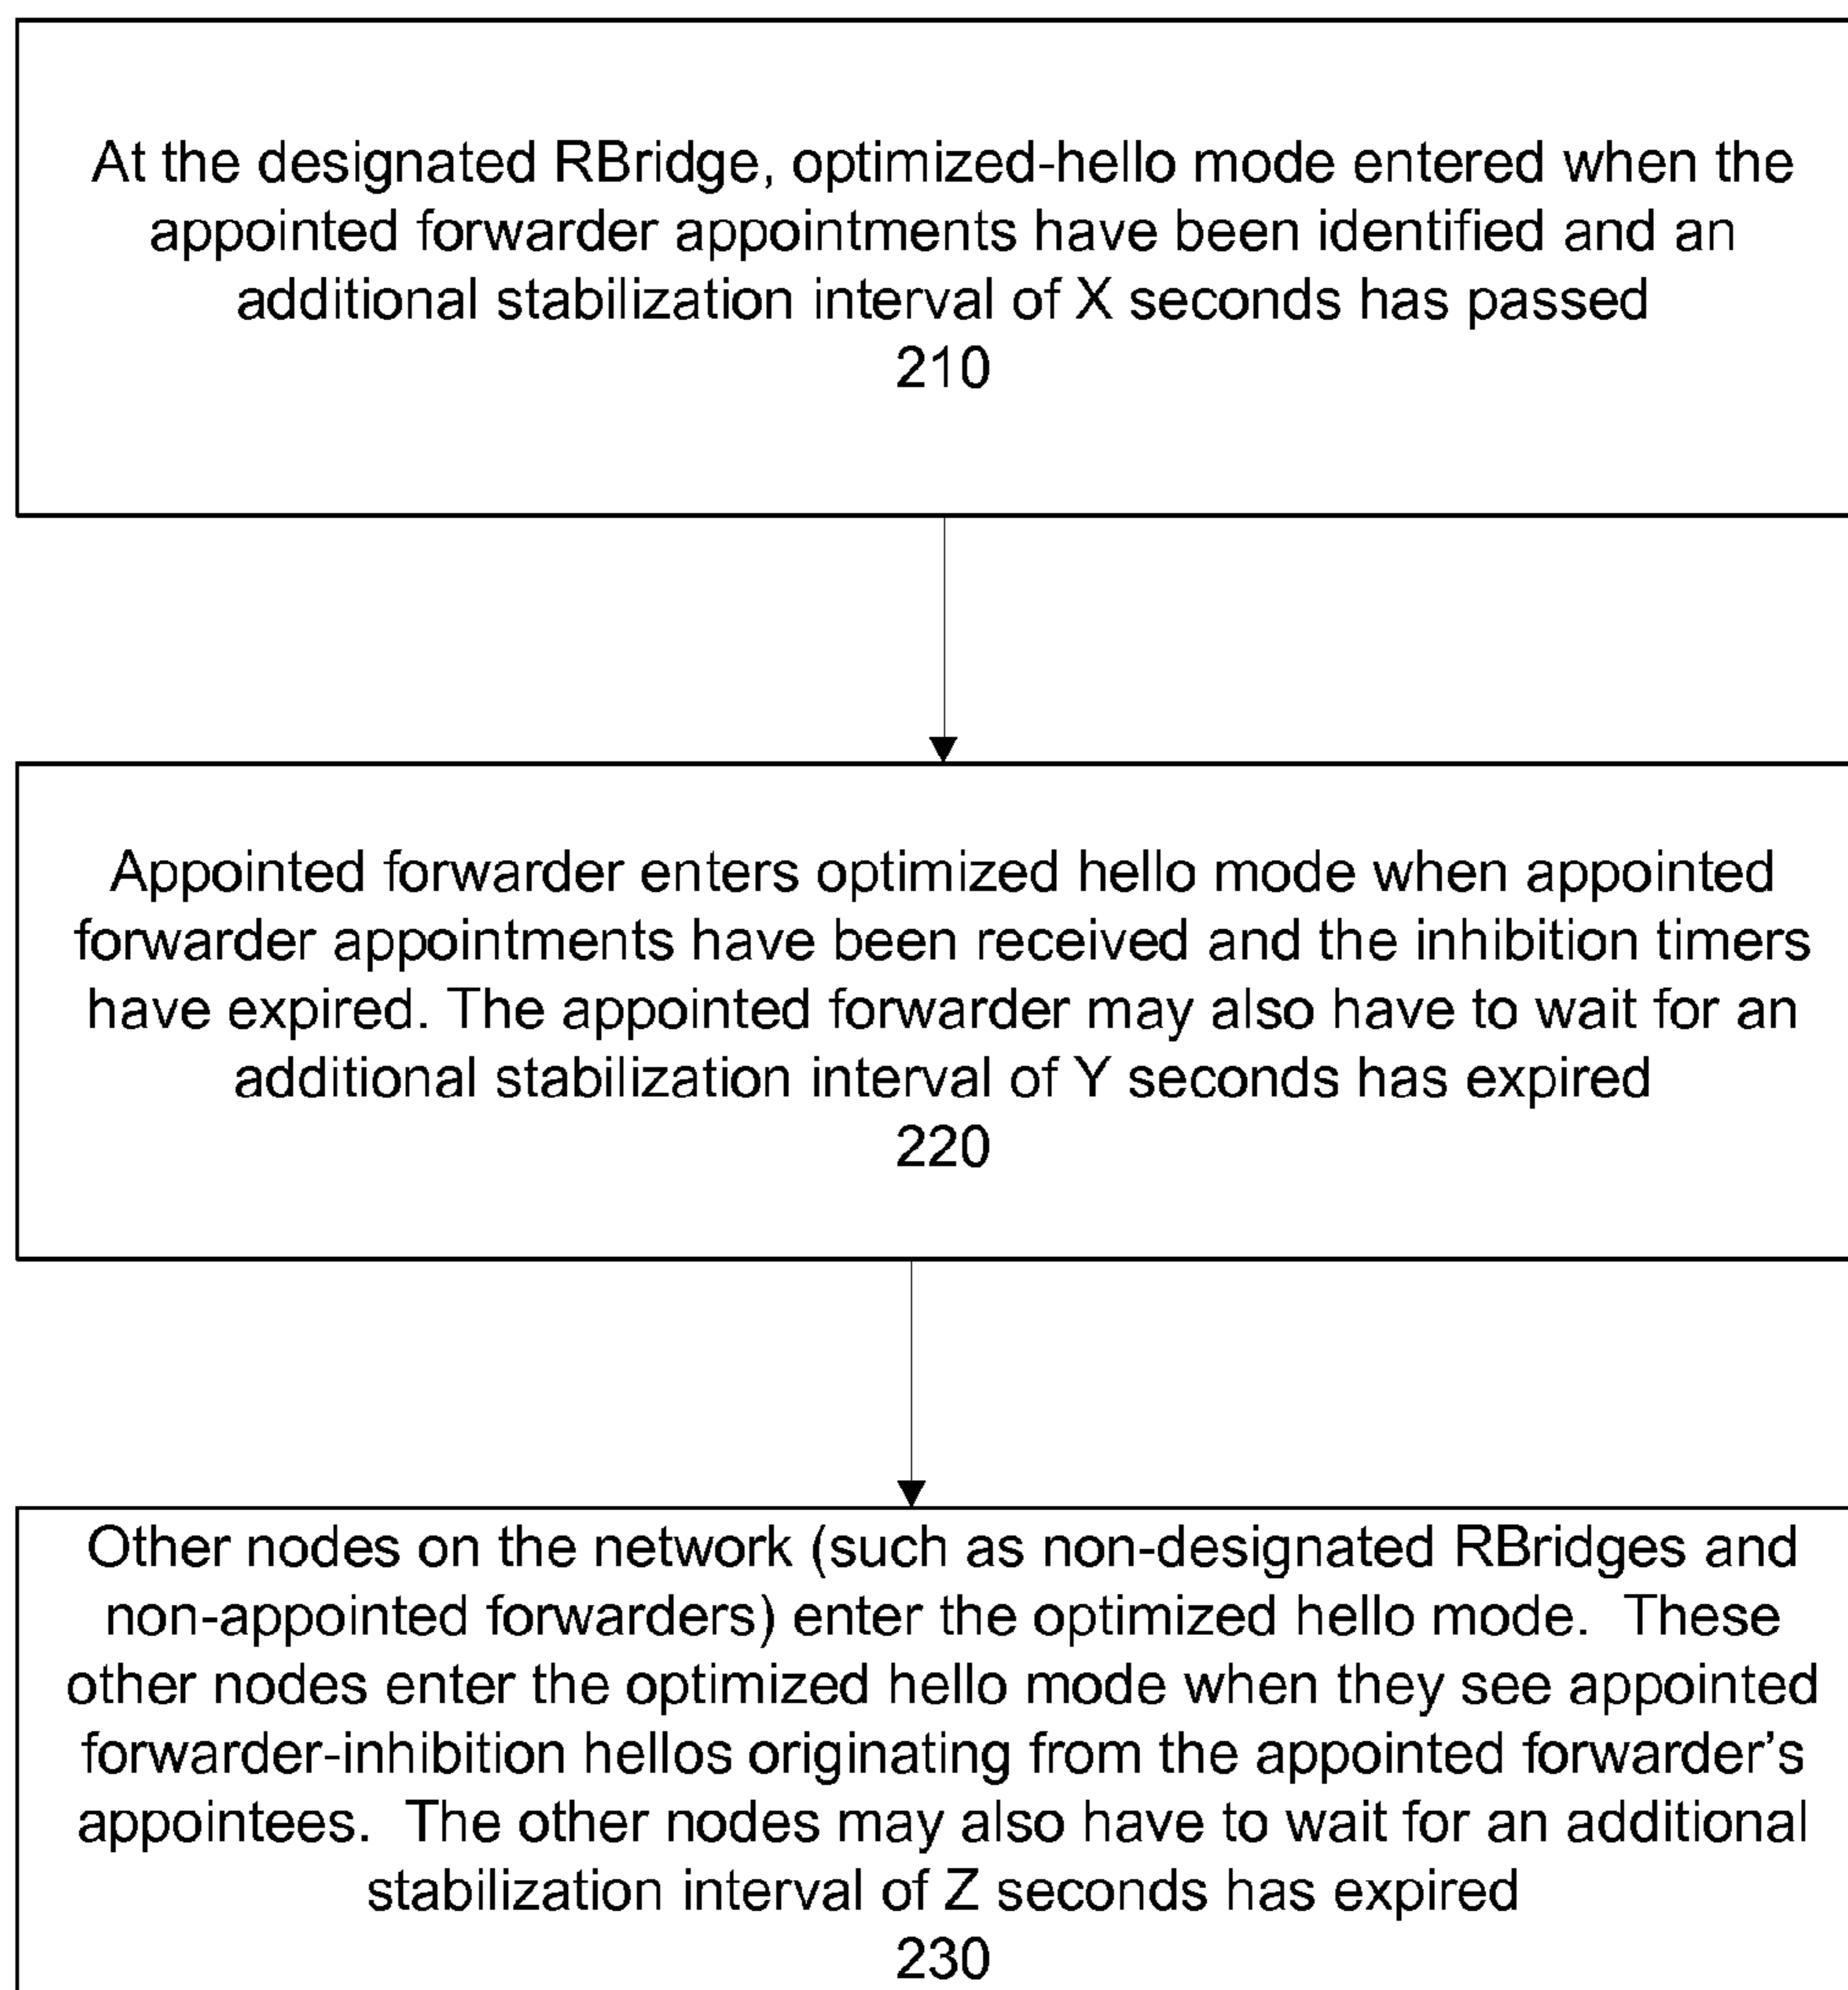 At the designated RBridge, optimized-hello mode entered when the
appointed forwarder appointments have been identified and an
additional stabilization interval of X seconds has passed
210
Appointed forwarder enters optimized hello mode when appointed
forwarder appointments have been received and the inhibition timers
have expired. The appointed forwarder may also have to wait for an
additional stabilization interval of Y seconds has expired
220
Other nodes on the network (such as non-designated RBridges and
non-appointed forwarders) enter the optimized hello mode.  These
other nodes enter the optimized hello mode when they see appointed
forwarder-inhibition hellos originating from the appointed forwarder's
appointees.  The other nodes may also have to wait for an additional
stabilization interval of Z seconds has expired
230